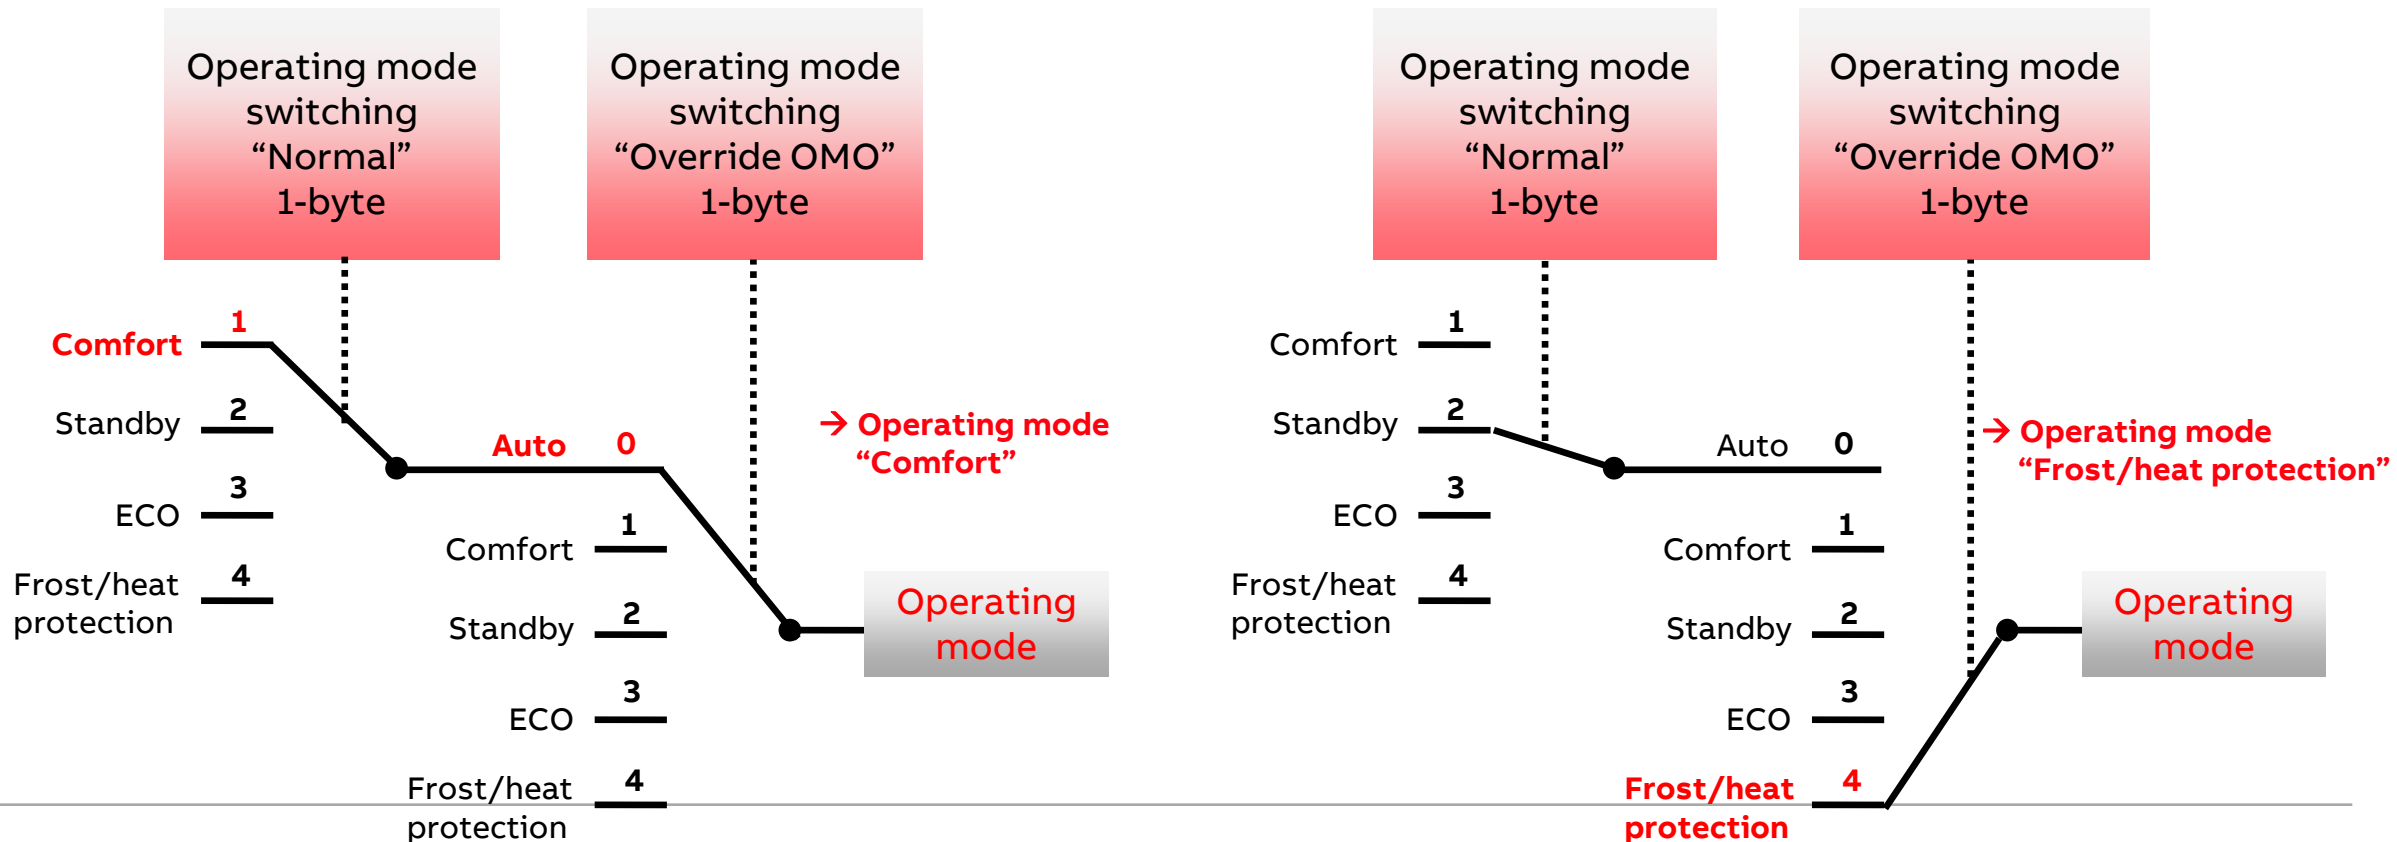 Operating mode
switching
“Normal”
1-byte
Operating mode
switching
“Override OMO”
1-byte
Comfort 1
Standby 2
ECO 3
Frost/heat 4
protection
Auto 0
Comfort 1
Standby 2
ECO 3
Frost/heat 4
protection
→ Operating mode
“Comfort”
Operating
mode
Operating mode
switching
“Normal”
1-byte
Operating mode
switching
“Override OMO”
1-byte
Comfort 1
Standby 2
ECO 3
Frost/heat 4
protection
Auto 0
Comfort 1
Standby 2
ECO 3
Frost/heat 4
protection
→ Operating mode
“Frost/heat protection”
Operating
mode